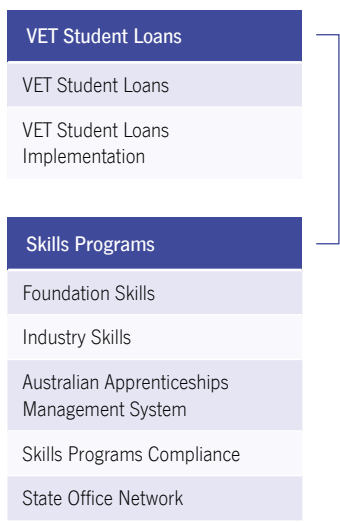 VET Student Loans
VET Student Loans
VET Student Loans
Implementation
Skills Programs
Foundation Skills
Industry Skills
Australian Apprenticeships
Management System
Skills Programs Compliance
State Office Network